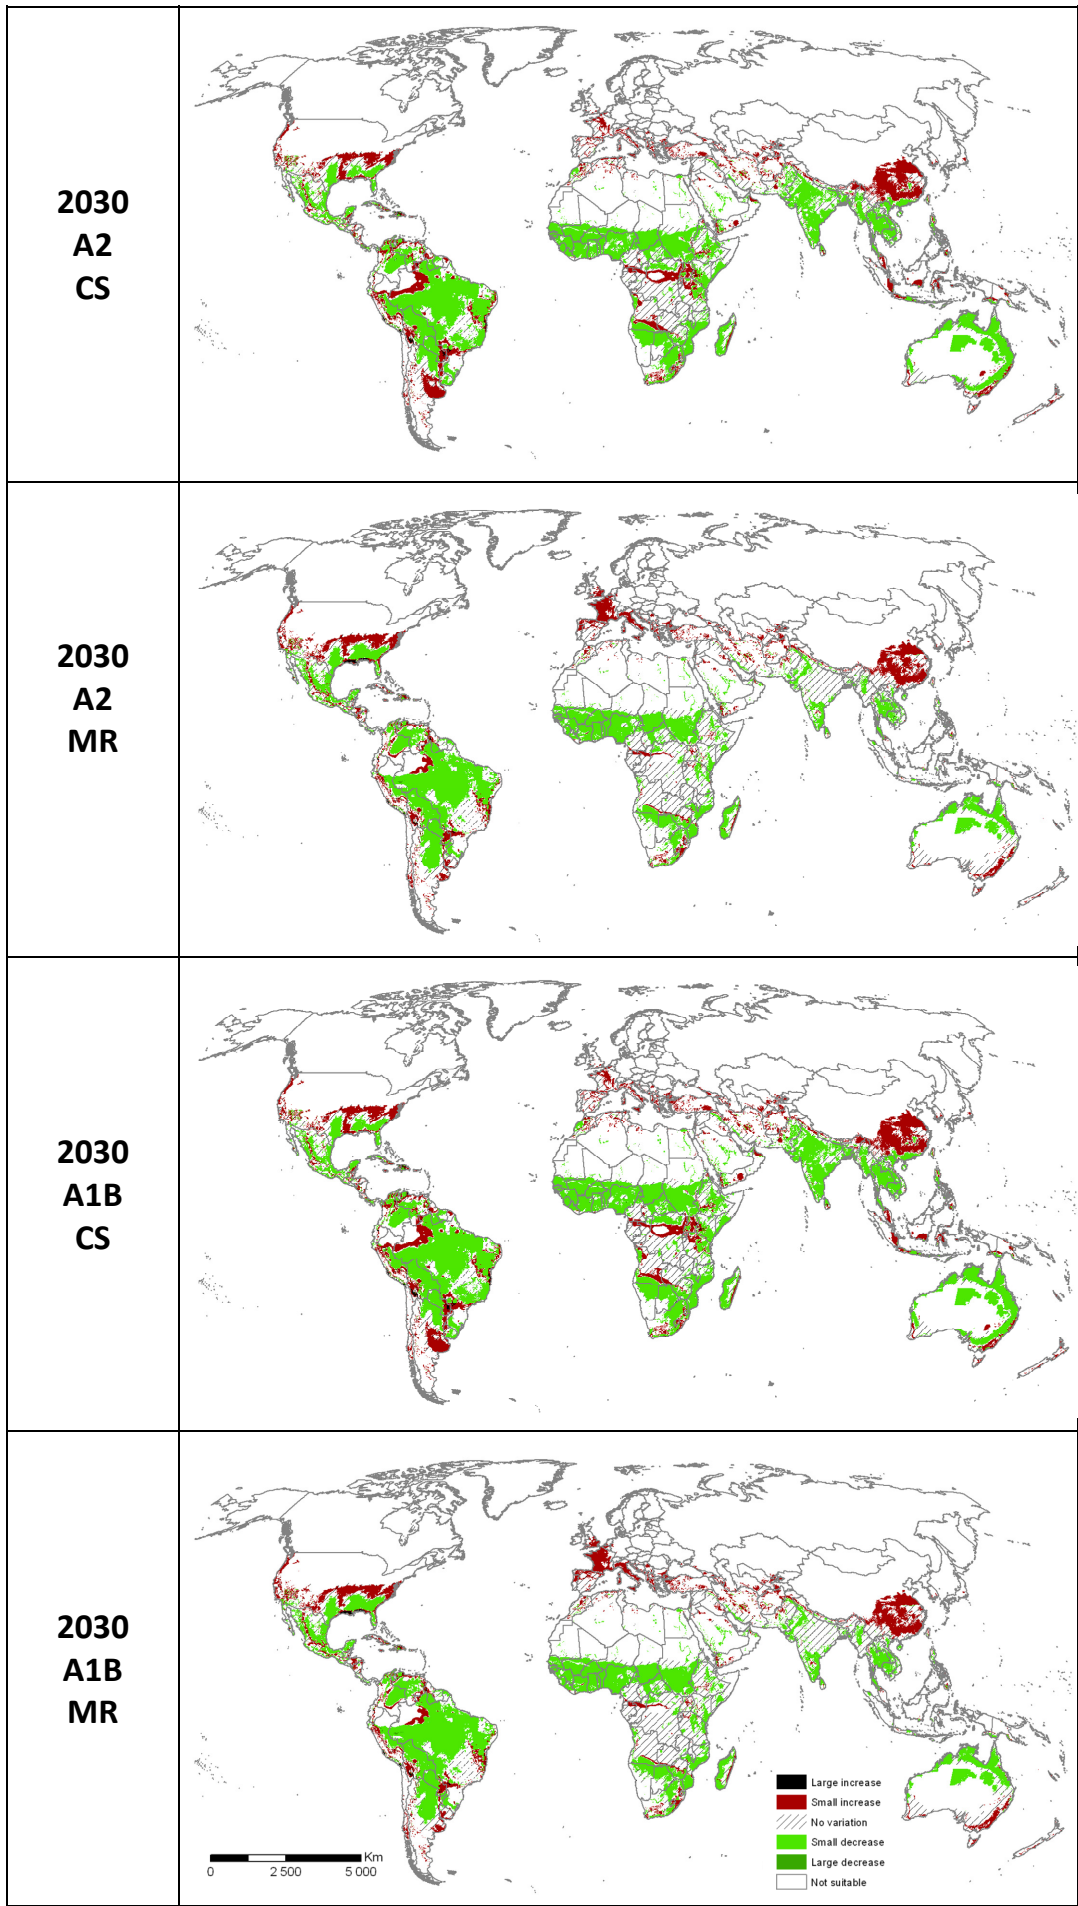 2030
A2
CS
2030
A2
MR
2030
A1B
CS
2030
A1B
MR
Large increase
Small increase
No variation
Small decrease
Large decrease
Not suitable
Km
0 2 500 5 000